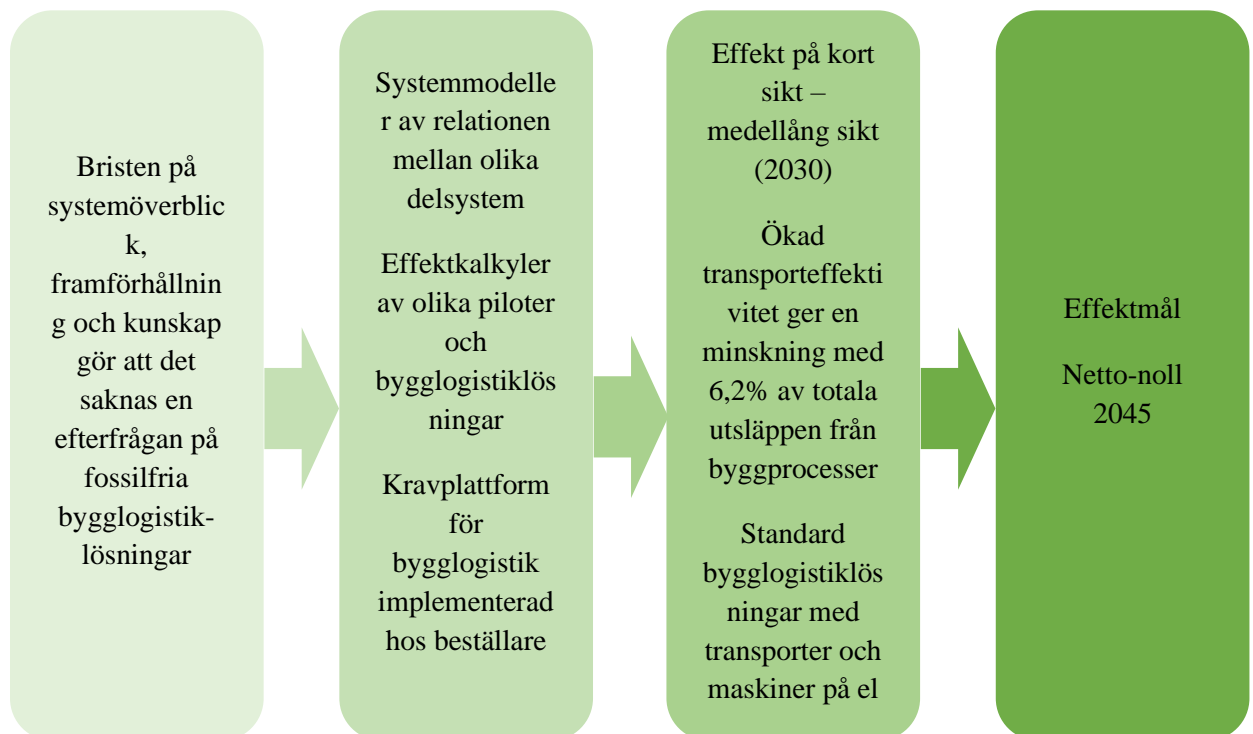 Bristen på
systemöverblic
k,
framförhållnin
g och kunskap
gör att det
saknas en
efterfrågan på
fossilfria
bygglogistik-
lösningar
Systemmodelle
r av relationen
mellan olika
delsystem
Effektkalkyler
av olika piloter
och
bygglogistiklös
ningar
Kravplattform
för
bygglogistik
implementerad
hos beställare
Effekt på kort
sikt –
medellång sikt
(2030)
Ökad
transporteffekti
vitet ger en
minskning med
6,2% av totala
utsläppen från
byggprocesser
Standard
bygglogistiklös
ningar med
transporter och
maskiner på el
Effektmål
Netto-noll
2045